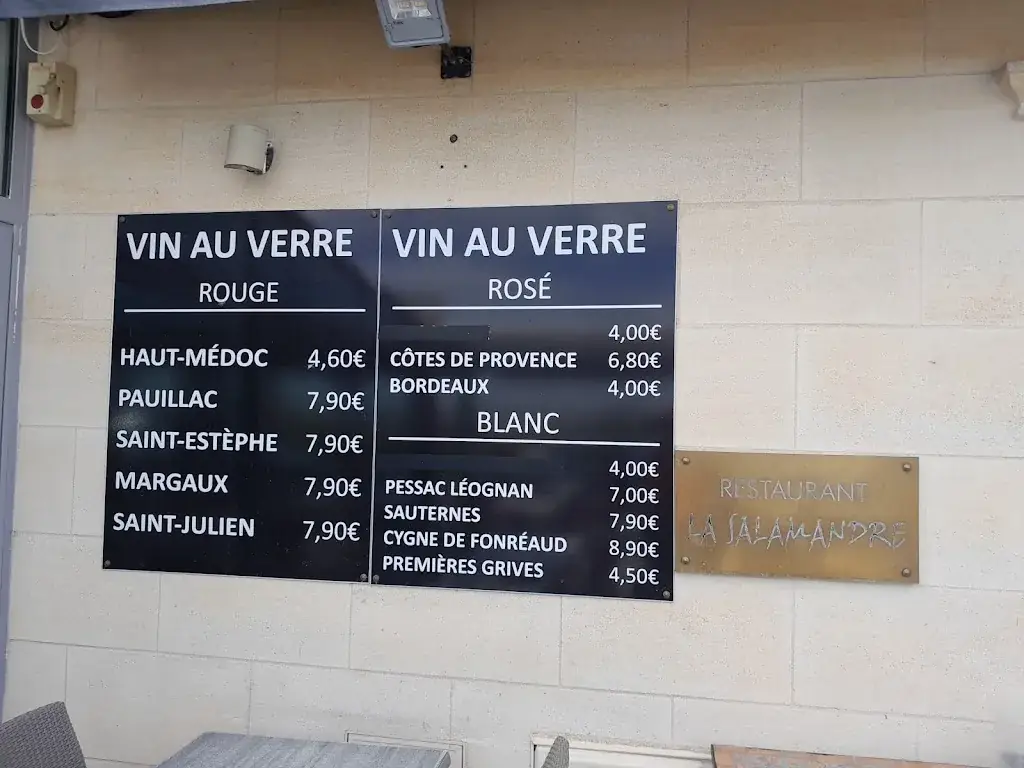 VIN AU VERRE
ROUGE
HAUT-MÉDOC 4,60€
PAUILLAC 7,90€
SAINT-ESTÈPHE 7,90€
MARGAUX 7,90€
SAINT-JULIEN 7,90€
VIN AU VERRE
ROSÉ
4,00€
CÔTES DE PROVENCE 6,80€
BORDEAUX 4,00€
BLANC
4,00€
PESSAC LÉOGNAN 7,00€
SAUTERNES 7,90€
CYGNE DE FONRÉAUD 8,90€
PREMIÈRES GRIVES 4,50€
RESTAURANT
LA SALAMANDRE